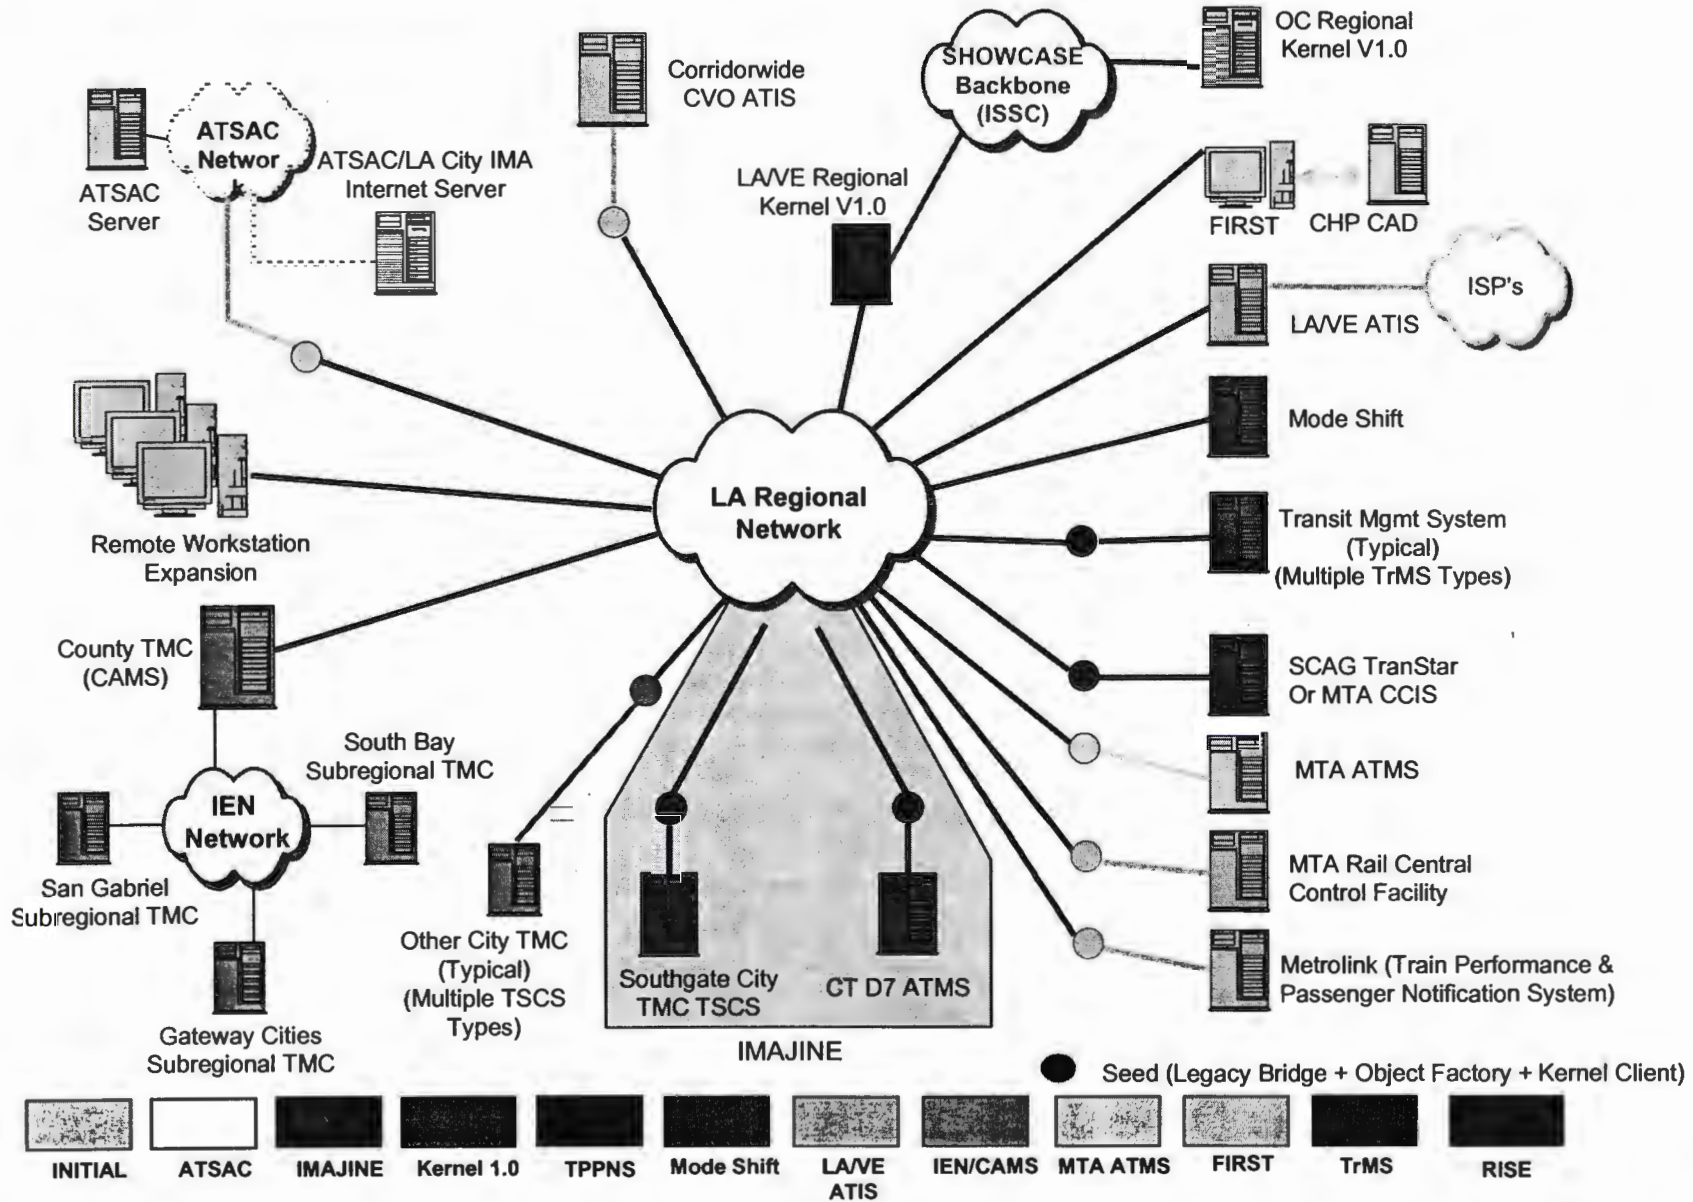 OC Regional
Kernel V1.0
SHOWCASE
Backbone
(ISSC)
Corridorwide
CVO ATIS
ATSAC
Networ
k
ATSAC
Server
ATSAC/LA City IMA
Internet Server
LA/VE Regional
Kernel V1.0
FIRST
CHP CAD
ISP's
LA/VE ATIS
Mode Shift
LA Regional
Network
Transit Mgmt System
(Typical)
(Multiple TrMS Types)
Remote Workstation
Expansion
County TMC
(CAMS)
SCAG TranStar
Or MTA CCIS
South Bay
Subregional TMC
MTA ATMS
IEN
Network
San Gabriel
Subregional TMC
MTA Rail Central
Control Facility
Other City TMC
(Typical)
(Multiple TSCS
Types)
Southgate City
TMC TSCS
CT D7 ATMS
Metrolink (Train Performance &
Passenger Notification System)
Gateway Cities
Subregional TMC
IMAJINE
Seed (Legacy Bridge + Object Factory + Kernel Client)
INITIAL
ATSAC
IMAJINE
Kernel 1.0
TPPNS
Mode Shift
LA/VE
ATIS
IEN/CAMS
MTA ATMS
FIRST
TrMS
RISE